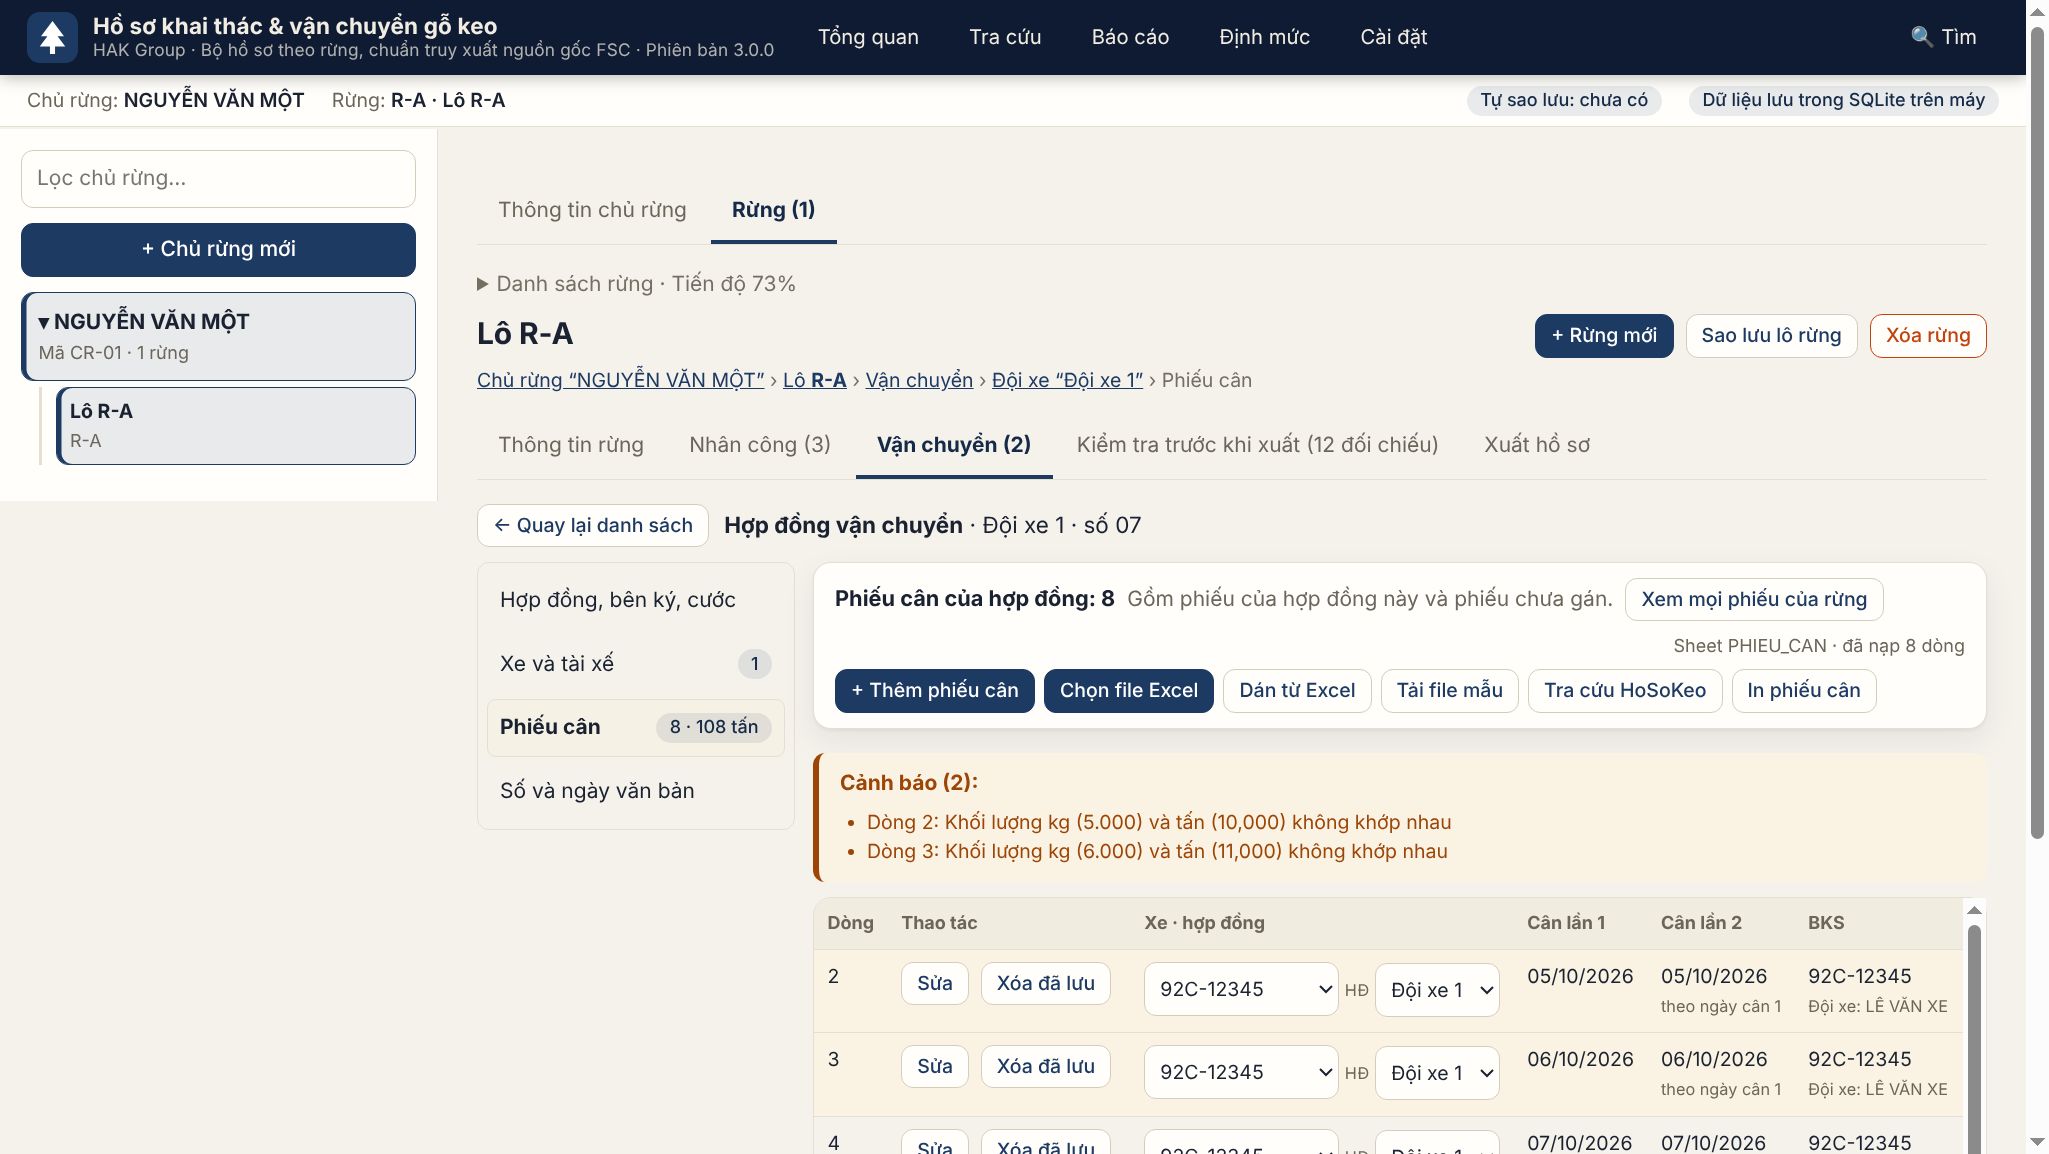 Hồ sơ khai thác & vận chuyển gỗ keo
HAK Group · Bộ hồ sơ theo rừng, chuẩn truy xuất nguồn gốc FSC · Phiên bản 3.0.0
Tổng quan
Tra cứu
Báo cáo
Định mức
Cài đặt
🔍 Tìm
Chủ rừng: NGUYỄN VĂN MỘT
Rừng: R-A · Lô R-A
Tự sao lưu: chưa có
Dữ liệu lưu trong SQLite trên máy
Lọc chủ rừng...
+ Chủ rừng mới
▾ NGUYỄN VĂN MỘT
Mã CR-01 · 1 rừng
Lô R-A
R-A
Thông tin chủ rừng
Rừng (1)
▶ Danh sách rừng · Tiến độ 73%
Lô R-A
+ Rừng mới
Sao lưu lô rừng
Xóa rừng
Chủ rừng “NGUYỄN VĂN MỘT” › Lô R-A › Vận chuyển › Đội xe “Đội xe 1” › Phiếu cân
Thông tin rừng
Nhân công (3)
Vận chuyển (2)
Kiểm tra trước khi xuất (12 đối chiếu)
Xuất hồ sơ
← Quay lại danh sách
Hợp đồng vận chuyển · Đội xe 1 · số 07
Hợp đồng, bên ký, cước
Xe và tài xế 1
Phiếu cân 8 · 108 tấn
Số và ngày văn bản
Phiếu cân của hợp đồng: 8 Gồm phiếu của hợp đồng này và phiếu chưa gán.
Xem mọi phiếu của rừng
Sheet PHIEU_CAN · đã nạp 8 dòng
+ Thêm phiếu cân
Chọn file Excel
Dán từ Excel
Tải file mẫu
Tra cứu HoSoKeo
In phiếu cân
Cảnh báo (2):
• Dòng 2: Khối lượng kg (5.000) và tấn (10,000) không khớp nhau
• Dòng 3: Khối lượng kg (6.000) và tấn (11,000) không khớp nhau
Dòng Thao tác Xe · hợp đồng Cân lần 1 Cân lần 2 BKS
2 Sửa Xóa đã lưu 92C-12345 HĐ Đội xe 1 05/10/2026 05/10/2026 92C-12345
theo ngày cân 1 Đội xe: LÊ VĂN XE
3 Sửa Xóa đã lưu 92C-12345 HĐ Đội xe 1 06/10/2026 06/10/2026 92C-12345
theo ngày cân 1 Đội xe: LÊ VĂN XE
4 Sửa Xóa đã lưu 92C-12345 HĐ Đội xe 1 07/10/2026 07/10/2026 92C-12345